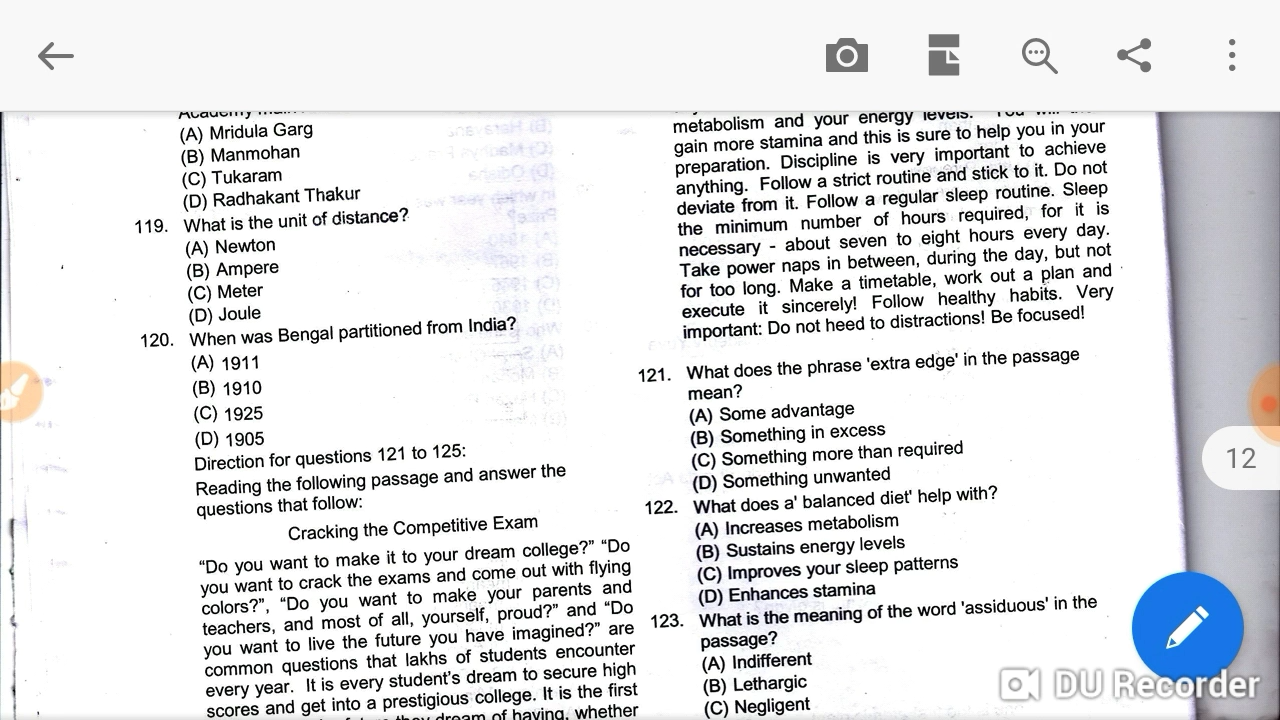 (A) Mridula Garg
(B) Manmohan
(C) Tukaram
(D) Radhakant Thakur
119. What is the unit of distance?
(A) Newton
(B) Ampere
(C) Meter
(D) Joule
120. When was Bengal partitioned from India?
(A) 1911
(B) 1910
(C) 1925
(D) 1905
Direction for questions 121 to 125:
Reading the following passage and answer the
questions that follow:
Cracking the Competitive Exam
“Do you want to make it to your dream college?” “Do
you want to crack the exams and come out with flying
colors?”, “Do you want to make your parents and
teachers, and most of all, yourself, proud?” and “Do
you want to live the future you have imagined?” are
common questions that lakhs of students encounter
every year. It is every student’s dream to secure high
scores and get into a prestigious college. It is the first
they dream of having, whether
metabolism and your energy levels. You will
gain more stamina and this is sure to help you in your
preparation. Discipline is very important to achieve
anything. Follow a strict routine and stick to it. Do not
deviate from it. Follow a regular sleep routine. Sleep
the minimum number of hours required, for it is
necessary - about seven to eight hours every day.
Take power naps in between, during the day, but not
for too long. Make a timetable, work out a plan and
execute it sincerely! Follow healthy habits. Very
important: Do not heed to distractions! Be focused!
121. What does the phrase 'extra edge' in the passage
mean?
(A) Some advantage
(B) Something in excess
(C) Something more than required
(D) Something unwanted
122. What does a' balanced diet' help with?
(A) Increases metabolism
(B) Sustains energy levels
(C) Improves your sleep patterns
(D) Enhances stamina
123. What is the meaning of the word 'assiduous' in the
passage?
(A) Indifferent
(B) Lethargic
(C) Negligent
12
DU Recorder